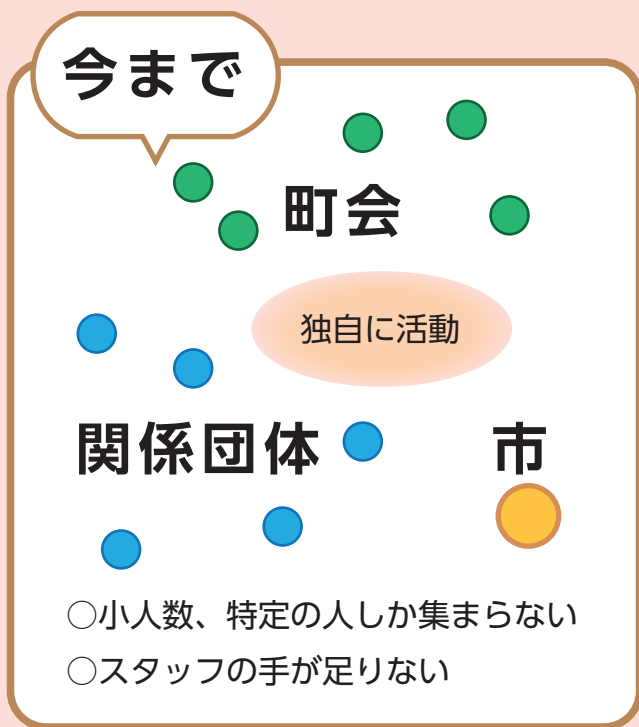 今まで
町会
独自に活動
関係団体
市
○小人数、特定の人しか集まらない
○スタッフの手が足りない